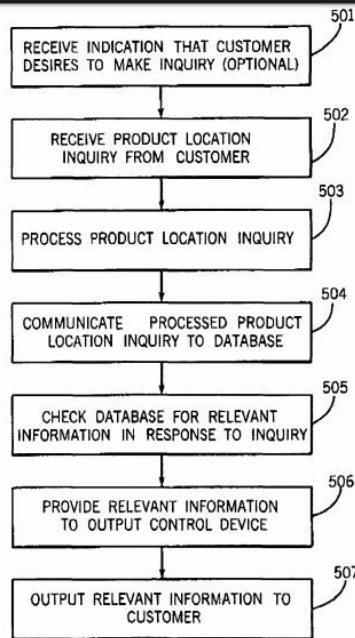 501
RECEIVE INDICATION THAT CUSTOMER
DESIRES TO MAKE INQUIRY (OPTIONAL)
502
RECEIVE PRODUCT LOCATION
INQUIRY FROM CUSTOMER
503
PROCESS PRODUCT LOCATION INQUIRY
504
COMMUNICATE PROCESSED PRODUCT
LOCATION INQUIRY TO DATABASE
505
CHECK DATABASE FOR RELEVANT
INFORMATION IN RESPONSE TO INQUIRY
506
PROVIDE RELEVANT INFORMATION
TO OUTPUT CONTROL DEVICE
507
OUTPUT RELEVANT INFORMATION TO
CUSTOMER